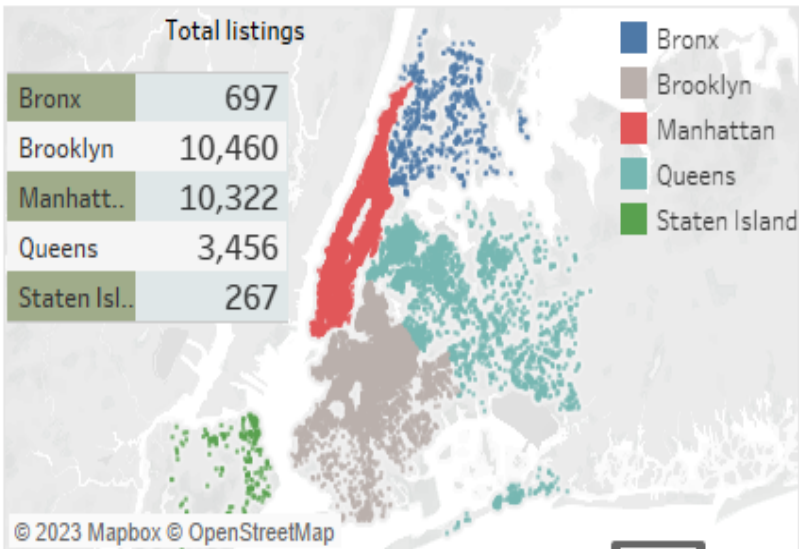 Total listings
Bronx 697
Brooklyn 10,460
Manhatt.. 10,322
Queens 3,456
Staten Isl.. 267
Bronx
Brooklyn
Manhattan
Queens
Staten Island
© 2023 Mapbox © OpenStreetMap